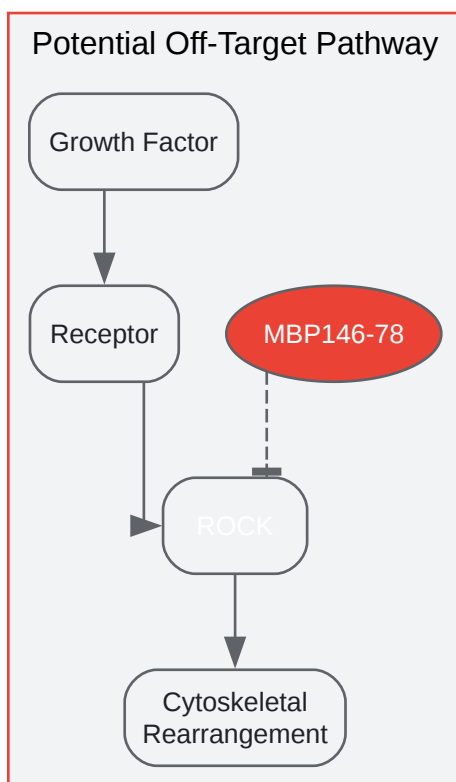 Potential Off-Target Pathway
Growth Factor
Receptor
MBP146-78
ROCK
Cytoskeletal
Rearrangement